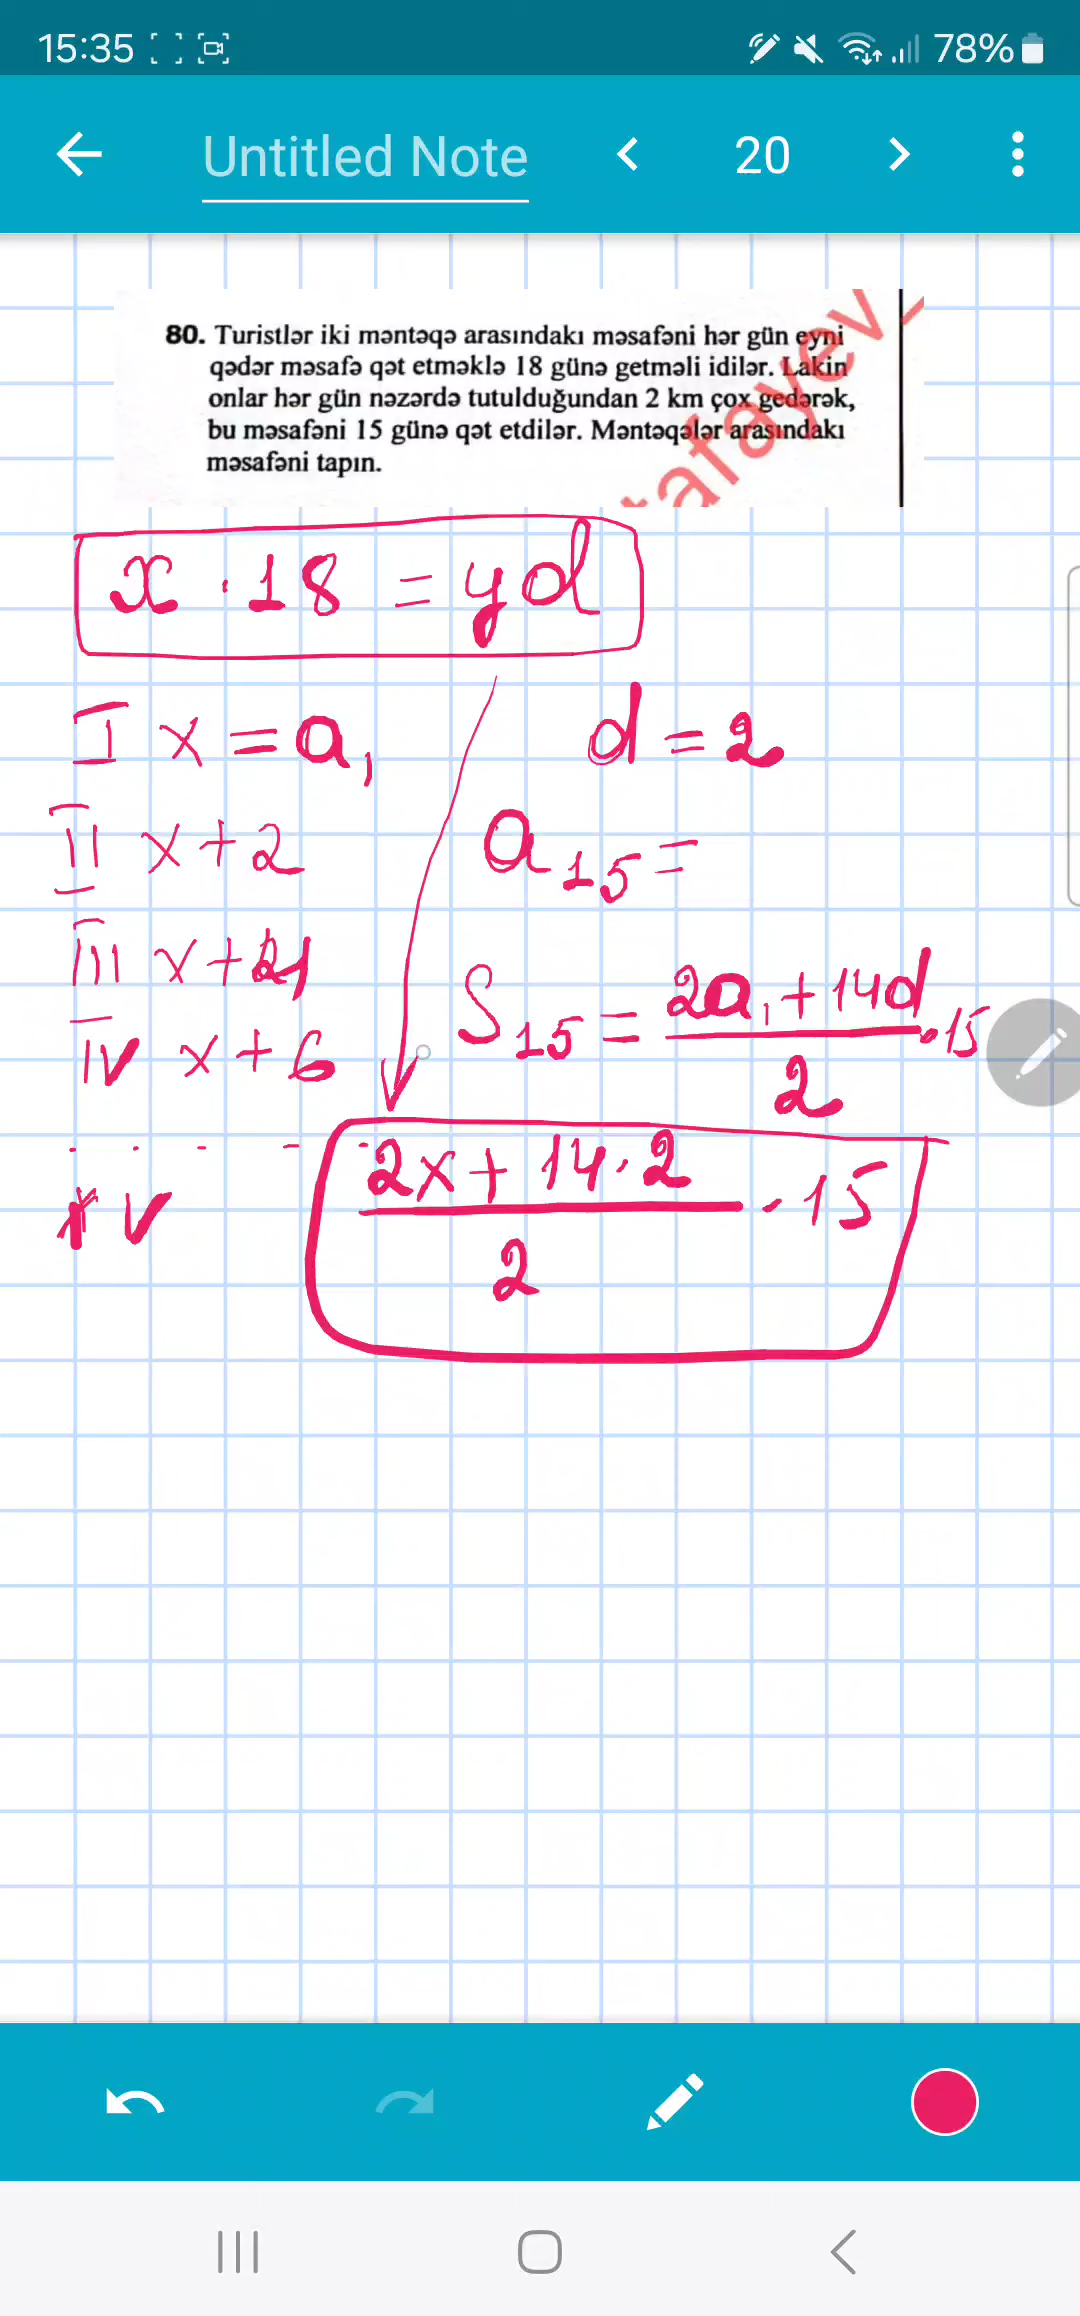 15:35 78%
Untitled Note 20
80. Turistlər iki məntəqə arasındakı məsafəni hər gün eyni
qədər məsafə qət etməklə 18 günə getməli idilər. Lakin
onlar hər gün nəzərdə tutulduğundan 2 km çox gedərək,
bu məsafəni 15 günə qət etdilər. Məntəqələr arasındakı
məsafəni tapın.
afayev_
x · 18 = yd
I x = a₁ d = 2
II x+2 a₁₅ =
III x+4
S₁₅ = (2a₁+14d)/2 · 15
IV x+6
(2x+14·2)/2 · 15
V